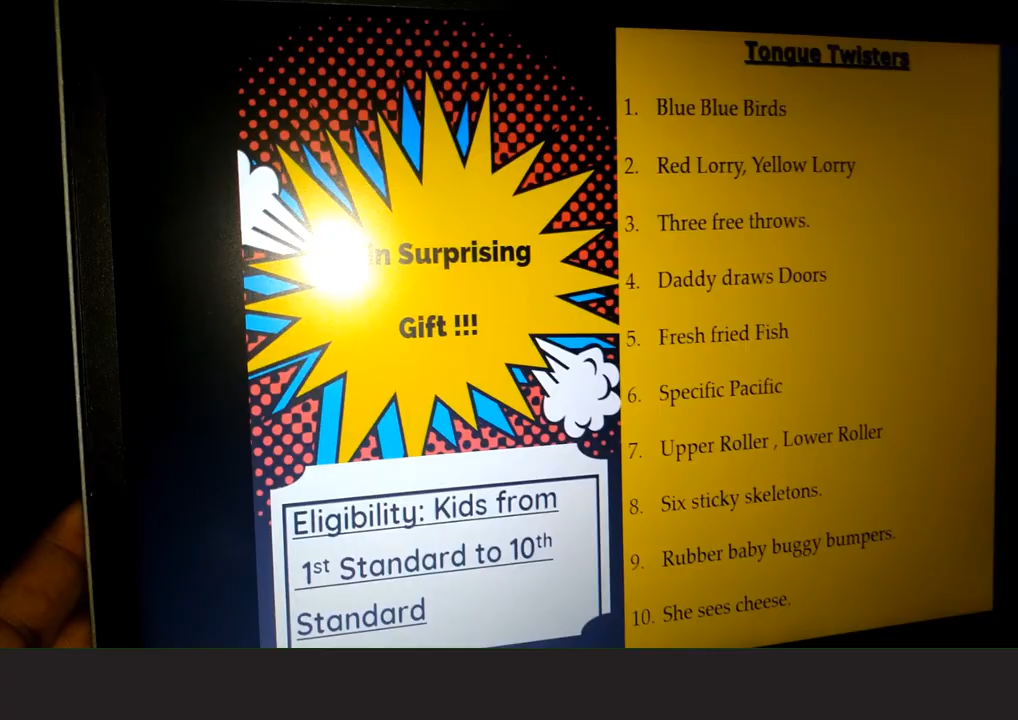 Surprising
Gift !!!
Eligibility: Kids from
1st Standard to 10th
Standard
Tongue Twisters
1. Blue Blue Birds
2. Red Lorry, Yellow Lorry
3. Three free throws.
4. Daddy draws Doors
5. Fresh fried Fish
6. Specific Pacific
7. Upper Roller , Lower Roller
8. Six sticky skeletons.
9. Rubber baby buggy bumpers.
10. She sees cheese.